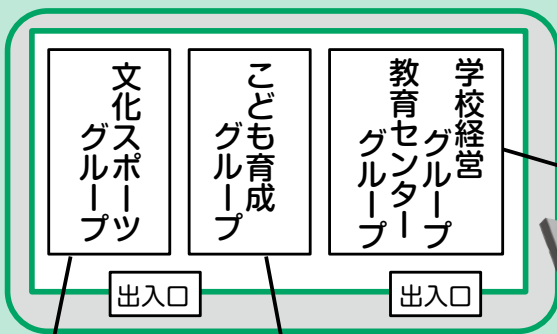 学校経営
グループ
教育センター
グループ
こども育成
グループ
文化スポーツ
グループ
出入口
出入口